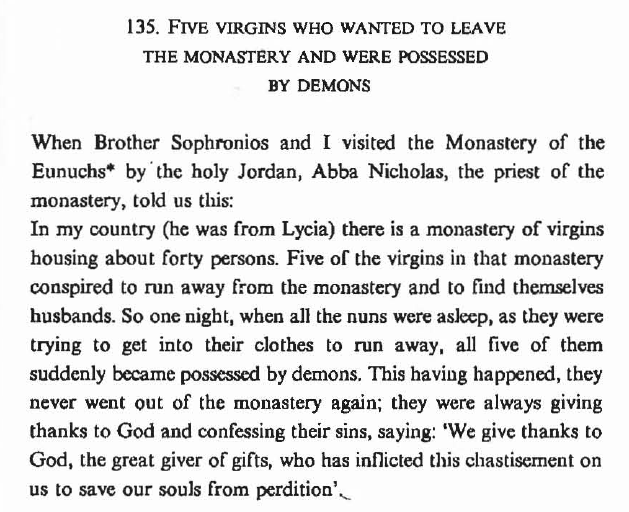 135. FIVE VIRGINS WHO WANTED TO LEAVE
THE MONASTERY AND WERE POSSESSED
BY DEMONS
When Brother Sophronios and I visited the Monastery of the
Eunuchs* by the holy Jordan, Abba Nicholas, the priest of the
monastery, told us this:
In my country (he was from Lycia) there is a monastery of virgins
housing about forty persons. Five of the virgins in that monastery
conspired to run away from the monastery and to find themselves
husbands. So one night, when all the nuns were asleep, as they were
trying to get into their clothes to run away, all five of them
suddenly became possessed by demons. This having happened, they
never went out of the monastery again; they were always giving
thanks to God and confessing their sins, saying: ‘We give thanks to
God, the great giver of gifts, who has inflicted this chastisement on
us to save our souls from perdition’.